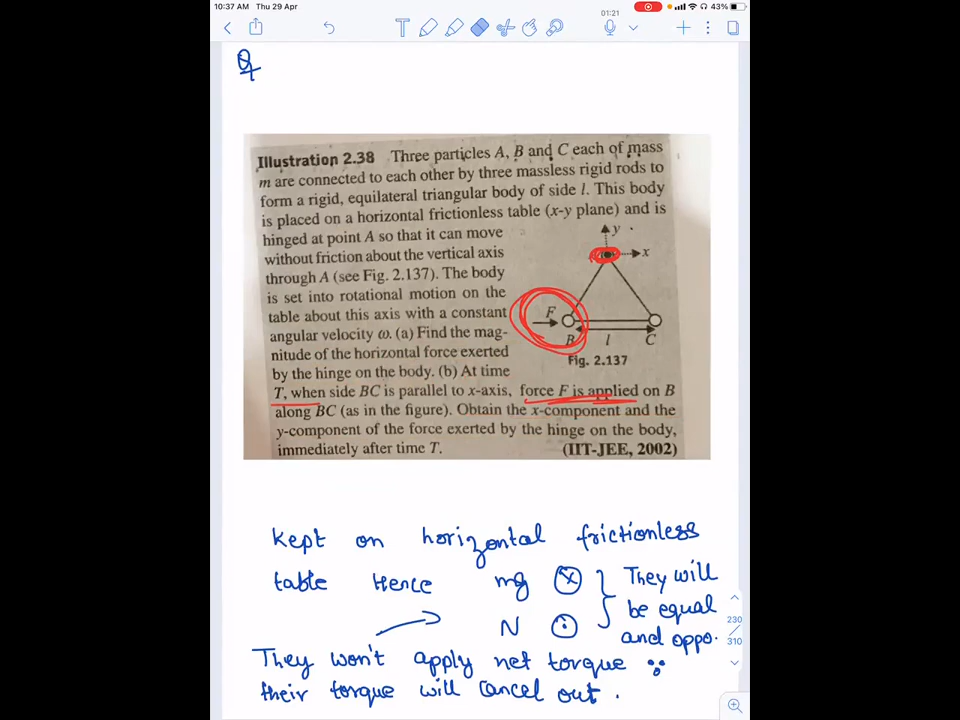 10:37 AM Thu 29 Apr
43%
01:21
Q
Illustration 2.38 Three particles A, B and C each of mass
m are connected to each other by three massless rigid rods to
form a rigid, equilateral triangular body of side l. This body
is placed on a horizontal frictionless table (x-y plane) and is
hinged at point A so that it can move
without friction about the vertical axis
through A (see Fig. 2.137). The body
is set into rotational motion on the
table about this axis with a constant
angular velocity ω. (a) Find the mag-
nitude of the horizontal force exerted
by the hinge on the body. (b) At time
T, when side BC is parallel to x-axis, force F is applied on B
along BC (as in the figure). Obtain the x-component and the
y-component of the force exerted by the hinge on the body,
immediately after time T. (IIT-JEE, 2002)
y
x
F
B l C
Fig. 2.137
Kept on horizontal frictionless
table Hence mg ⊗ } They will
N ⊙ be equal
and oppo.
They won't apply net torque ∵
their torque will cancel out.
230
310